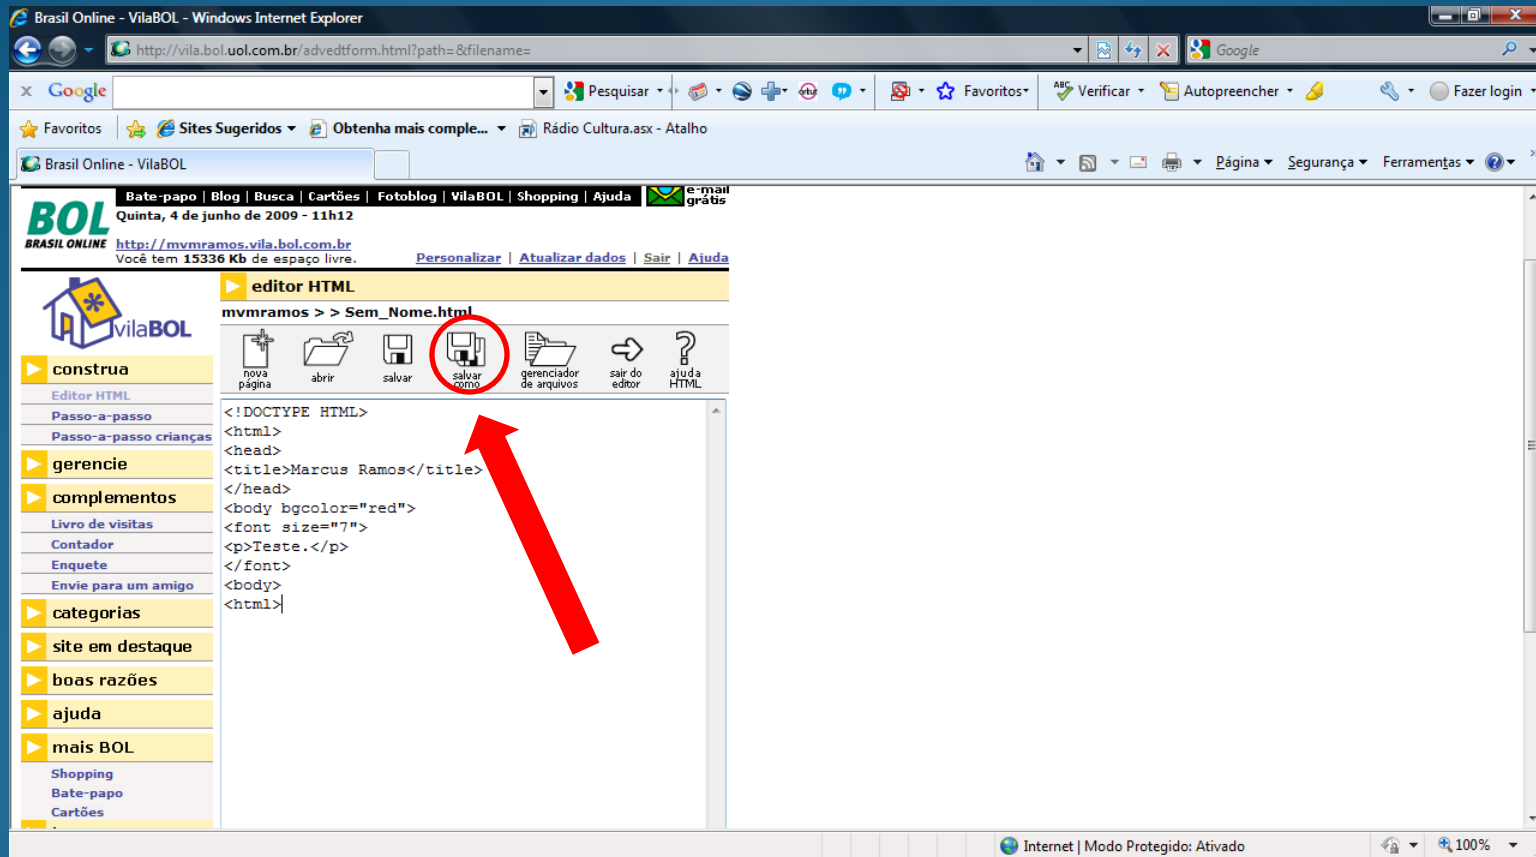 Brasil Online - VilaBOL - Windows Internet Explorer
http://vila.bol.uol.com.br/advedtform.html?path=&filename=
Google
x Google
Pesquisar
Favoritos
Verificar
Autopreencher
Fazer login
Favoritos
Sites Sugeridos
Obtenha mais comple...
Rádio Cultura.asx - Atalho
Brasil Online - VilaBOL
Página
Segurança
Ferramentas
Bate-papo | Blog | Busca | Cartões | Fotoblog | VilaBOL | Shopping | Ajuda
e-mail
grátis
BOL
BRASIL ONLINE
Quinta, 4 de junho de 2009 - 11h12
http://mvmramos.vila.bol.com.br
Você tem 15336 Kb de espaço livre.
Personalizar | Atualizar dados | Sair | Ajuda
vilaBOL
construa
Editor HTML
Passo-a-passo
Passo-a-passo crianças
gerencie
complementos
Livro de visitas
Contador
Enquete
Envie para um amigo
categorias
site em destaque
boas razões
ajuda
mais BOL
Shopping
Bate-papo
Cartões
editor HTML
mvmramos > > Sem_Nome.html
nova
página
abrir
salvar
salvar
como
gerenciador
de arquivos
sair do
editor
ajuda
HTML
<!DOCTYPE HTML>
<html>
<head>
<title>Marcus Ramos</title>
</head>
<body bgcolor="red">
<font size="7">
<p>Teste.</p>
</font>
<body>
<html>
Internet | Modo Protegido: Ativado
100%